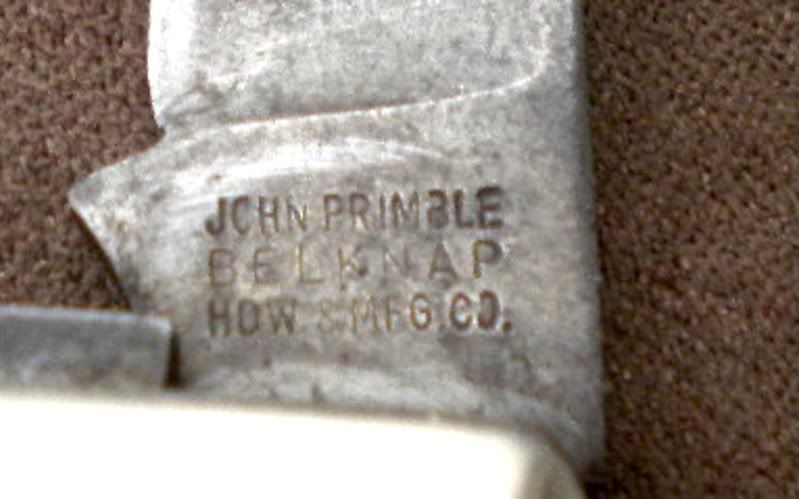 JOHN PRIMBLE
BELKNAP
HDW & MFG. CO.